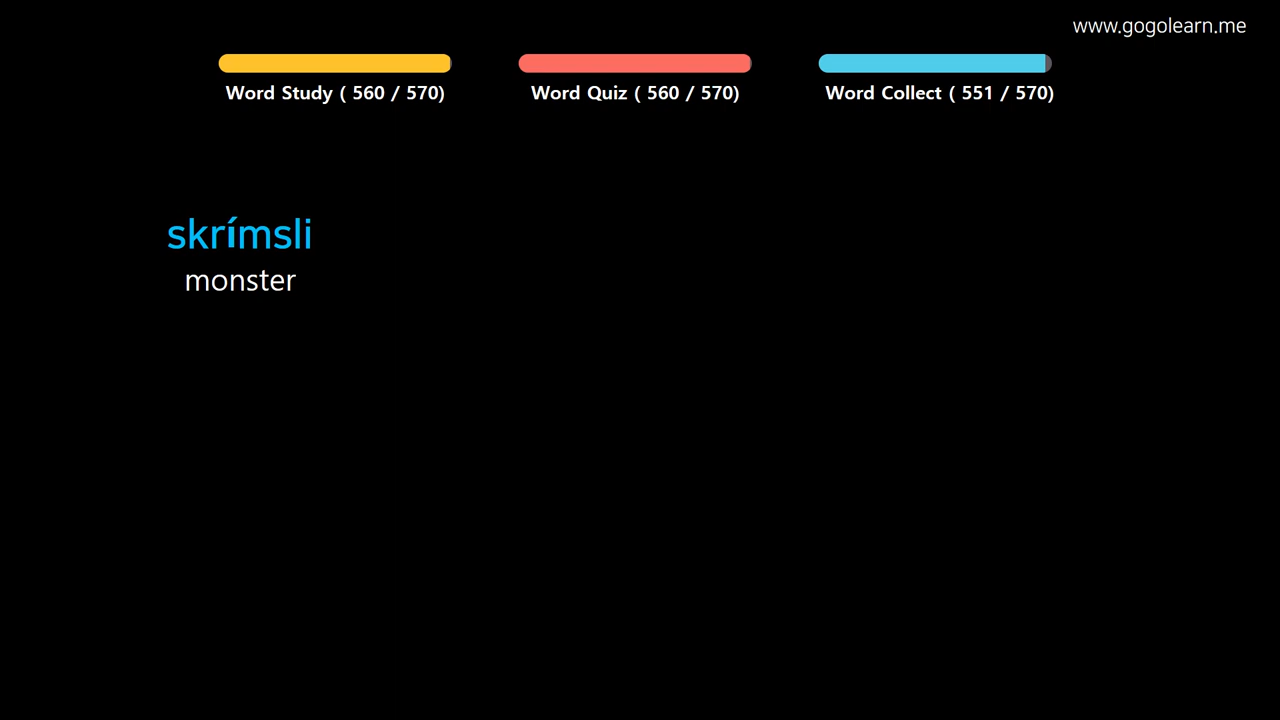 www.gogolearn.me
Word Study ( 560 / 570)
Word Quiz ( 560 / 570)
Word Collect ( 551 / 570)
skrímsli
monster